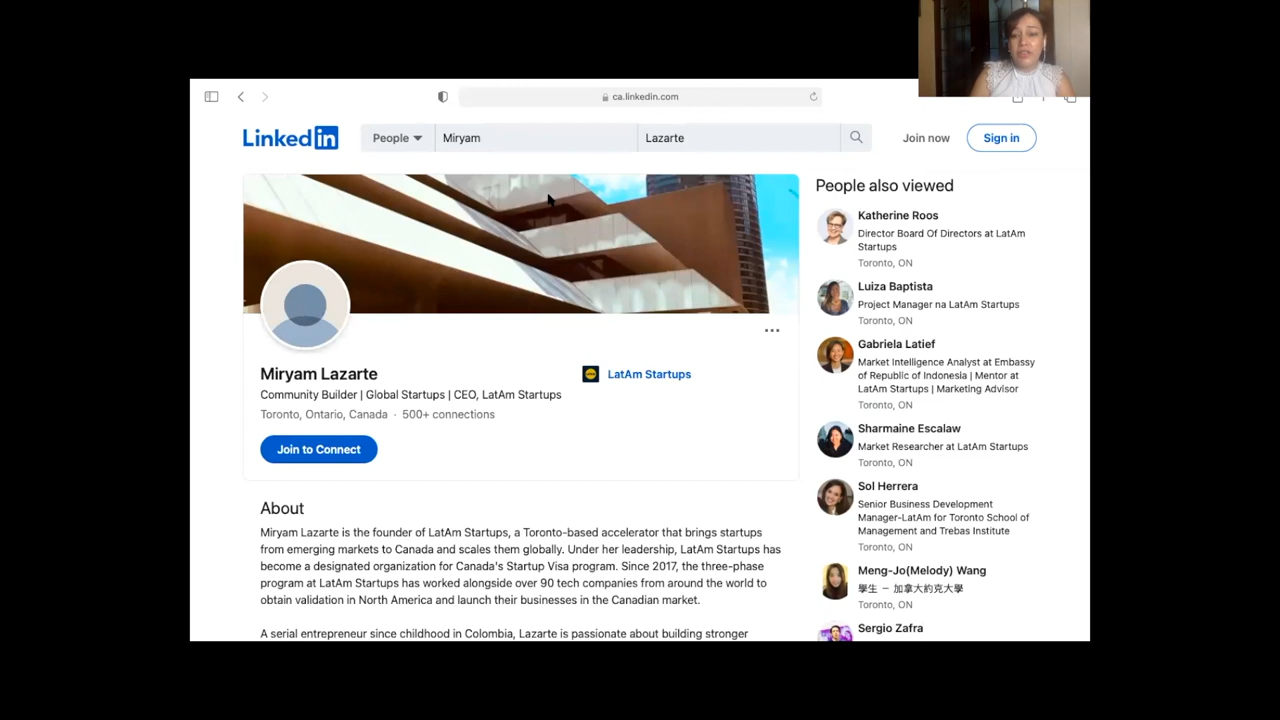 ca.linkedin.com
Linkedin
People
Miryam
Lazarte
Join now
Sign in
Miryam Lazarte
Community Builder | Global Startups | CEO, LatAm Startups
Toronto, Ontario, Canada · 500+ connections
LatAm Startups
Join to Connect
About
Miryam Lazarte is the founder of LatAm Startups, a Toronto-based accelerator that brings startups
from emerging markets to Canada and scales them globally. Under her leadership, LatAm Startups has
become a designated organization for Canada's Startup Visa program. Since 2017, the three-phase
program at LatAm Startups has worked alongside over 90 tech companies from around the world to
obtain validation in North America and launch their businesses in the Canadian market.
A serial entrepreneur since childhood in Colombia, Lazarte is passionate about building stronger
People also viewed
Katherine Roos
Director Board Of Directors at LatAm
Startups
Toronto, ON
Luiza Baptista
Project Manager na LatAm Startups
Toronto, ON
Gabriela Latief
Market Intelligence Analyst at Embassy
of Republic of Indonesia | Mentor at
LatAm Startups | Marketing Advisor
Toronto, ON
Sharmaine Escalaw
Market Researcher at LatAm Startups
Toronto, ON
Sol Herrera
Senior Business Development
Manager-LatAm for Toronto School of
Management and Trebas Institute
Toronto, ON
Meng-Jo(Melody) Wang
學生 － 加拿大約克大學
Toronto, ON
Sergio Zafra